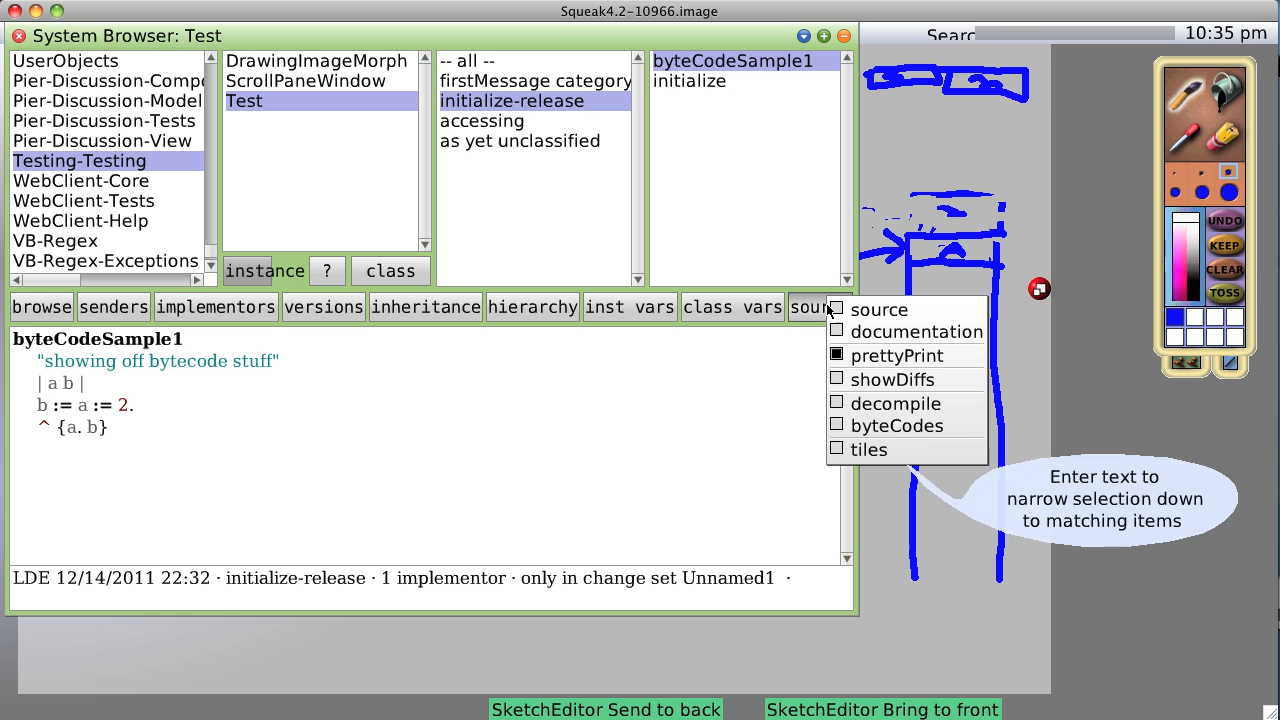 Squeak4.2-10966.image
System Browser: Test
Searc
10:35 pm
UserObjects
Pier-Discussion-Compo
Pier-Discussion-Model
Pier-Discussion-Tests
Pier-Discussion-View
Testing-Testing
WebClient-Core
WebClient-Tests
WebClient-Help
VB-Regex
VB-Regex-Exceptions
DrawingImageMorph
ScrollPaneWindow
Test
instance
?
class
-- all --
firstMessage category
initialize-release
accessing
as yet unclassified
byteCodeSample1
initialize
browse
senders
implementors
versions
inheritance
hierarchy
inst vars
class vars
sour
byteCodeSample1
"showing off bytecode stuff"
| a b |
b := a := 2.
^ {a. b}
LDE 12/14/2011 22:32 · initialize-release · 1 implementor · only in change set Unnamed1 ·
source
documentation
prettyPrint
showDiffs
decompile
byteCodes
tiles
Enter text to
narrow selection down
to matching items
UNDO
KEEP
CLEAR
TOSS
SketchEditor Send to back
SketchEditor Bring to front